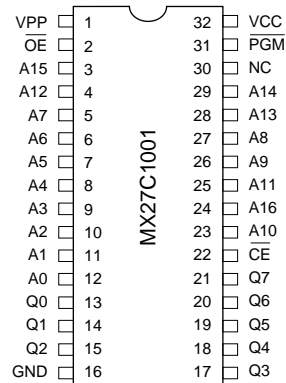 VPP 1 32 VCC
OE 2 31 PGM
A15 3 30 NC
A12 4 29 A14
A7 5 28 A13
A6 6 27 A8
A5 7 26 A9
A4 8 25 A11
A3 9 24 A16
A2 10 23 A10
A1 11 22 CE
A0 12 21 Q7
Q0 13 20 Q6
Q1 14 19 Q5
Q2 15 18 Q4
GND 16 17 Q3
MX27C1001